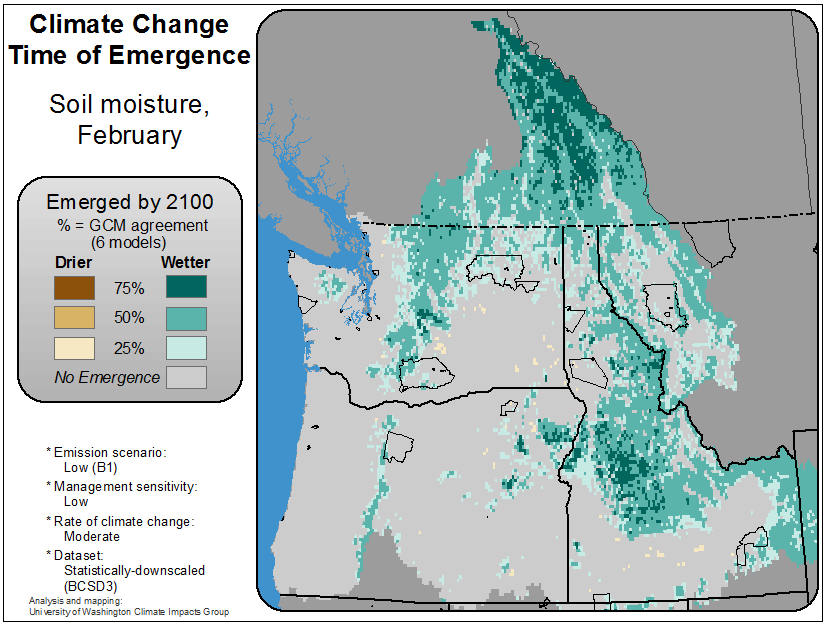 Climate Change
Time of Emergence
Soil moisture,
February
Emerged by 2100
% = GCM agreement
(6 models)
Drier Wetter
75%
50%
25%
No Emergence
* Emission scenario:
Low (B1)
* Management sensitivity:
Low
* Rate of climate change:
Moderate
* Dataset:
Statistically-downscaled
(BCSD3)
Analysis and mapping:
University of Washington Climate Impacts Group